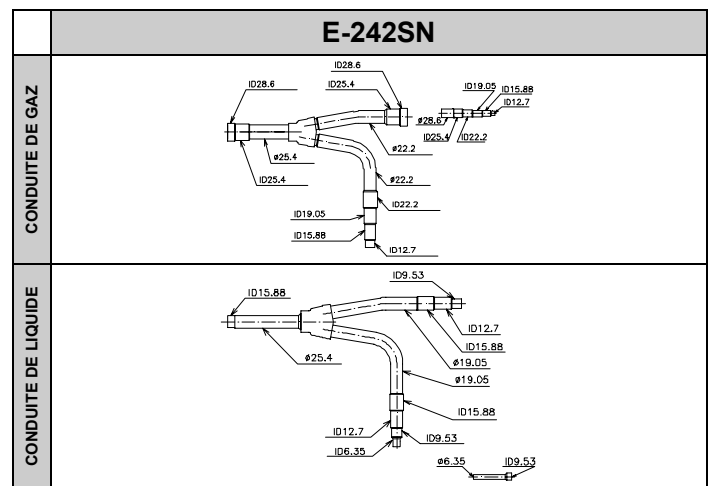 E-242SN
CONDUITE DE GAZ
ID28.6
ID28.6
ID25.4
ø25.4
ID25.4
ø22.2
ø22.2
ID22.2
ID19.05
ID15.88
ID12.7
ID19.05
ID15.88
ID12.7
ø28.6
ID25.4
ID22.2
CONDUITE DE LIQUIDE
ID15.88
ø25.4
ID9.53
ID12.7
ID15.88
ø19.05
ø19.05
ID15.88
ID12.7
ID9.53
ID6.35
ø6.35
ID9.53